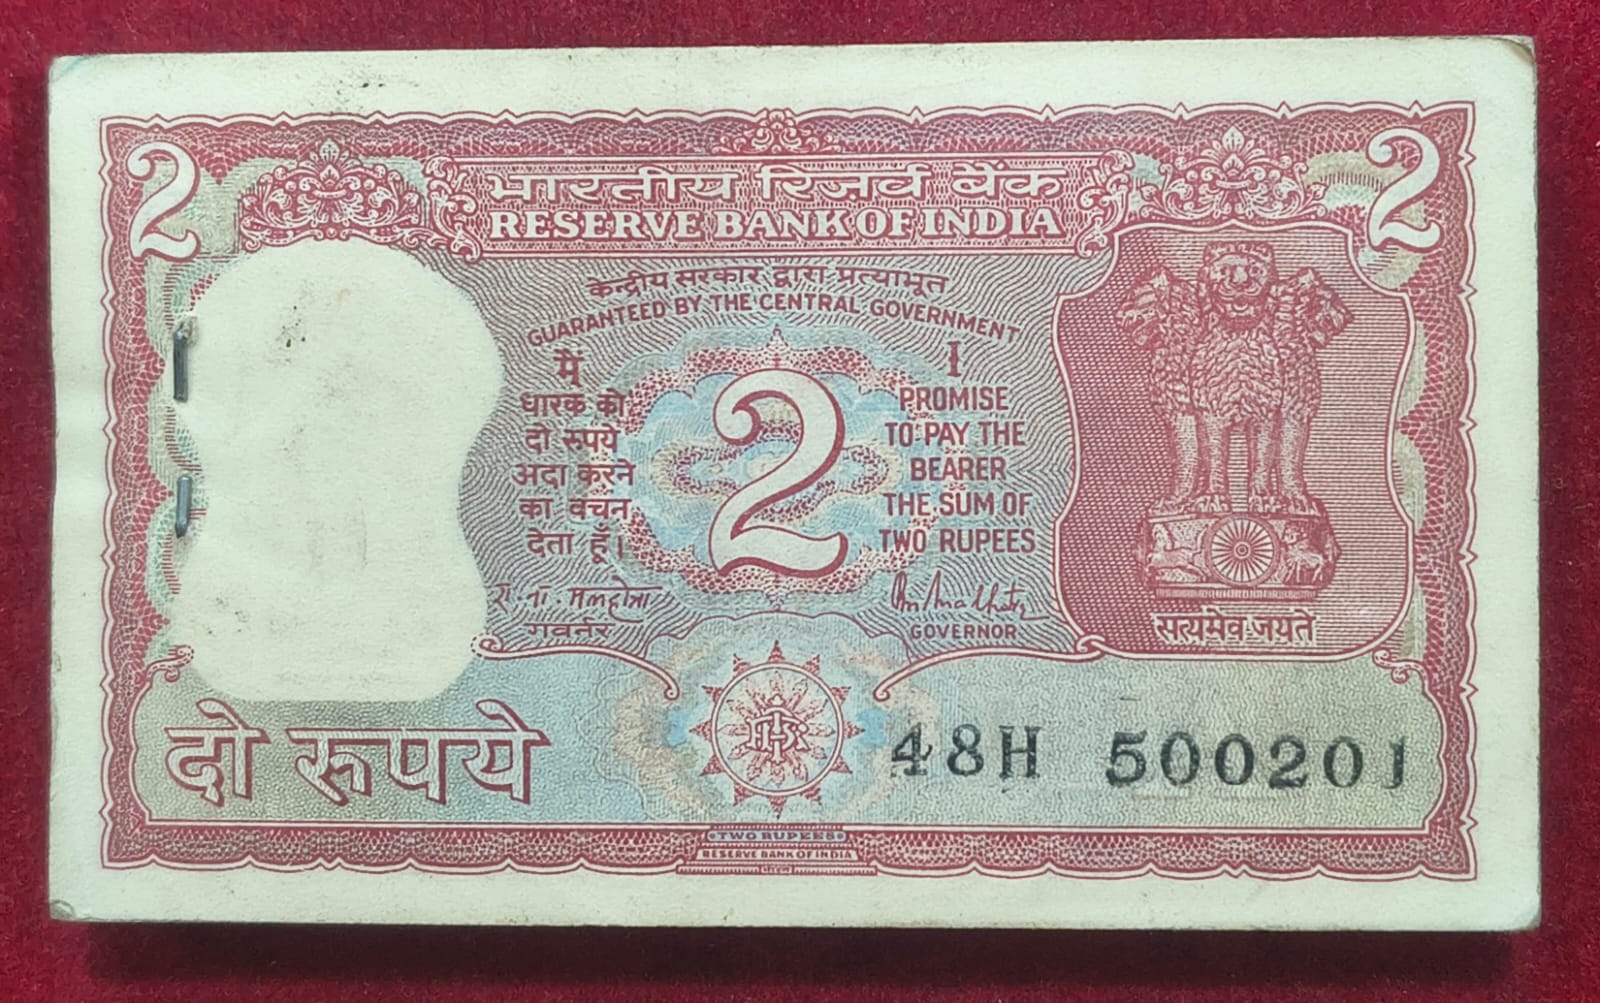 2 2
भारतीय रिज़र्व बैंक
RESERVE BANK OF INDIA
केन्द्रीय सरकार द्वारा प्रत्याभूत
GUARANTEED BY THE CENTRAL GOVERNMENT
मैं
धारक को
दो रुपये
अदा करने
का वचन
देता हूँ।
रा. ना. मल्होत्रा
गवर्नर
2
I
PROMISE
TO PAY THE
BEARER
THE SUM OF
TWO RUPEES
GOVERNOR
सत्यमेव जयते
दो रुपये
48H 500201
TWO RUPEES
RESERVE BANK OF INDIA